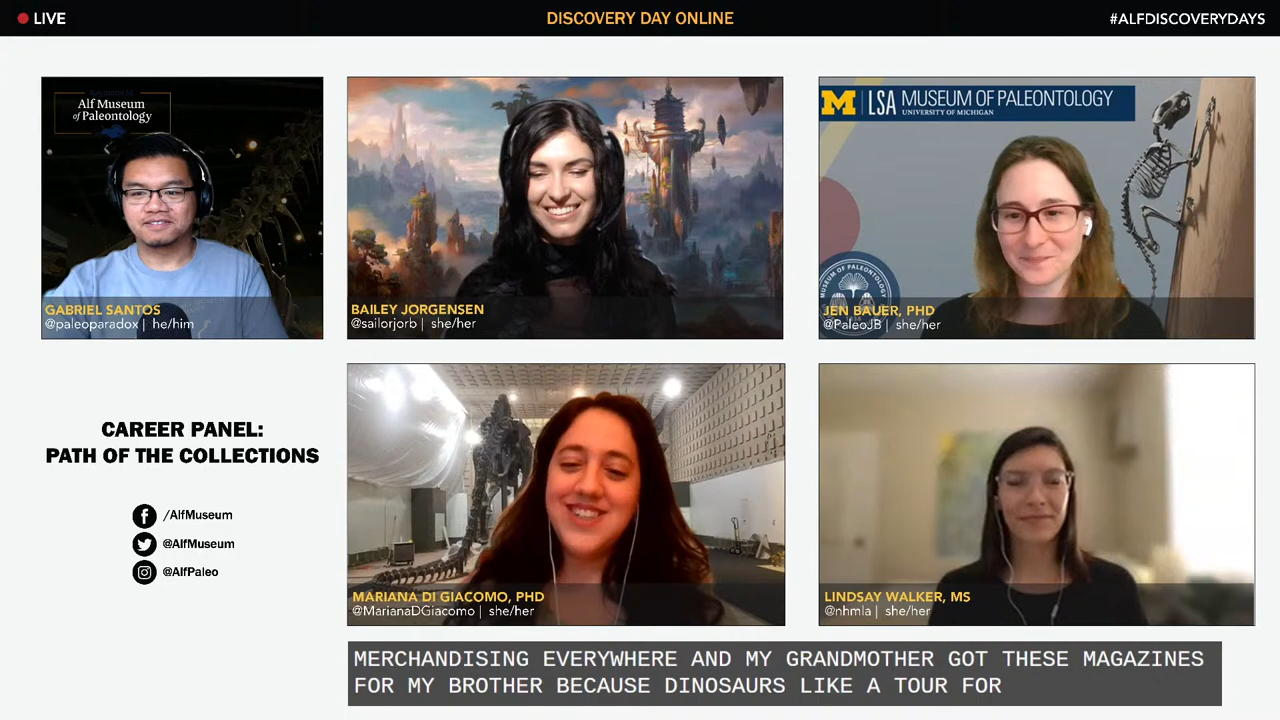 LIVE
DISCOVERY DAY ONLINE
#ALFDISCOVERYDAYS
Alf Museum
of Paleontology
GABRIEL SANTOS
@paleoparadox | he/him
BAILEY JORGENSEN
@sailorjorb | she/her
M LSA MUSEUM OF PALEONTOLOGY
UNIVERSITY OF MICHIGAN
MUSEUM OF PALEONTOLOGY
JEN BAUER, PHD
@PaleoJB | she/her
CAREER PANEL:
PATH OF THE COLLECTIONS
/AlfMuseum
@AlfMuseum
@AlfPaleo
MARIANA DI GIACOMO, PHD
@MarianaDGiacomo | she/her
LINDSAY WALKER, MS
@nhmla | she/her
MERCHANDISING EVERYWHERE AND MY GRANDMOTHER GOT THESE MAGAZINES
FOR MY BROTHER BECAUSE DINOSAURS LIKE A TOUR FOR